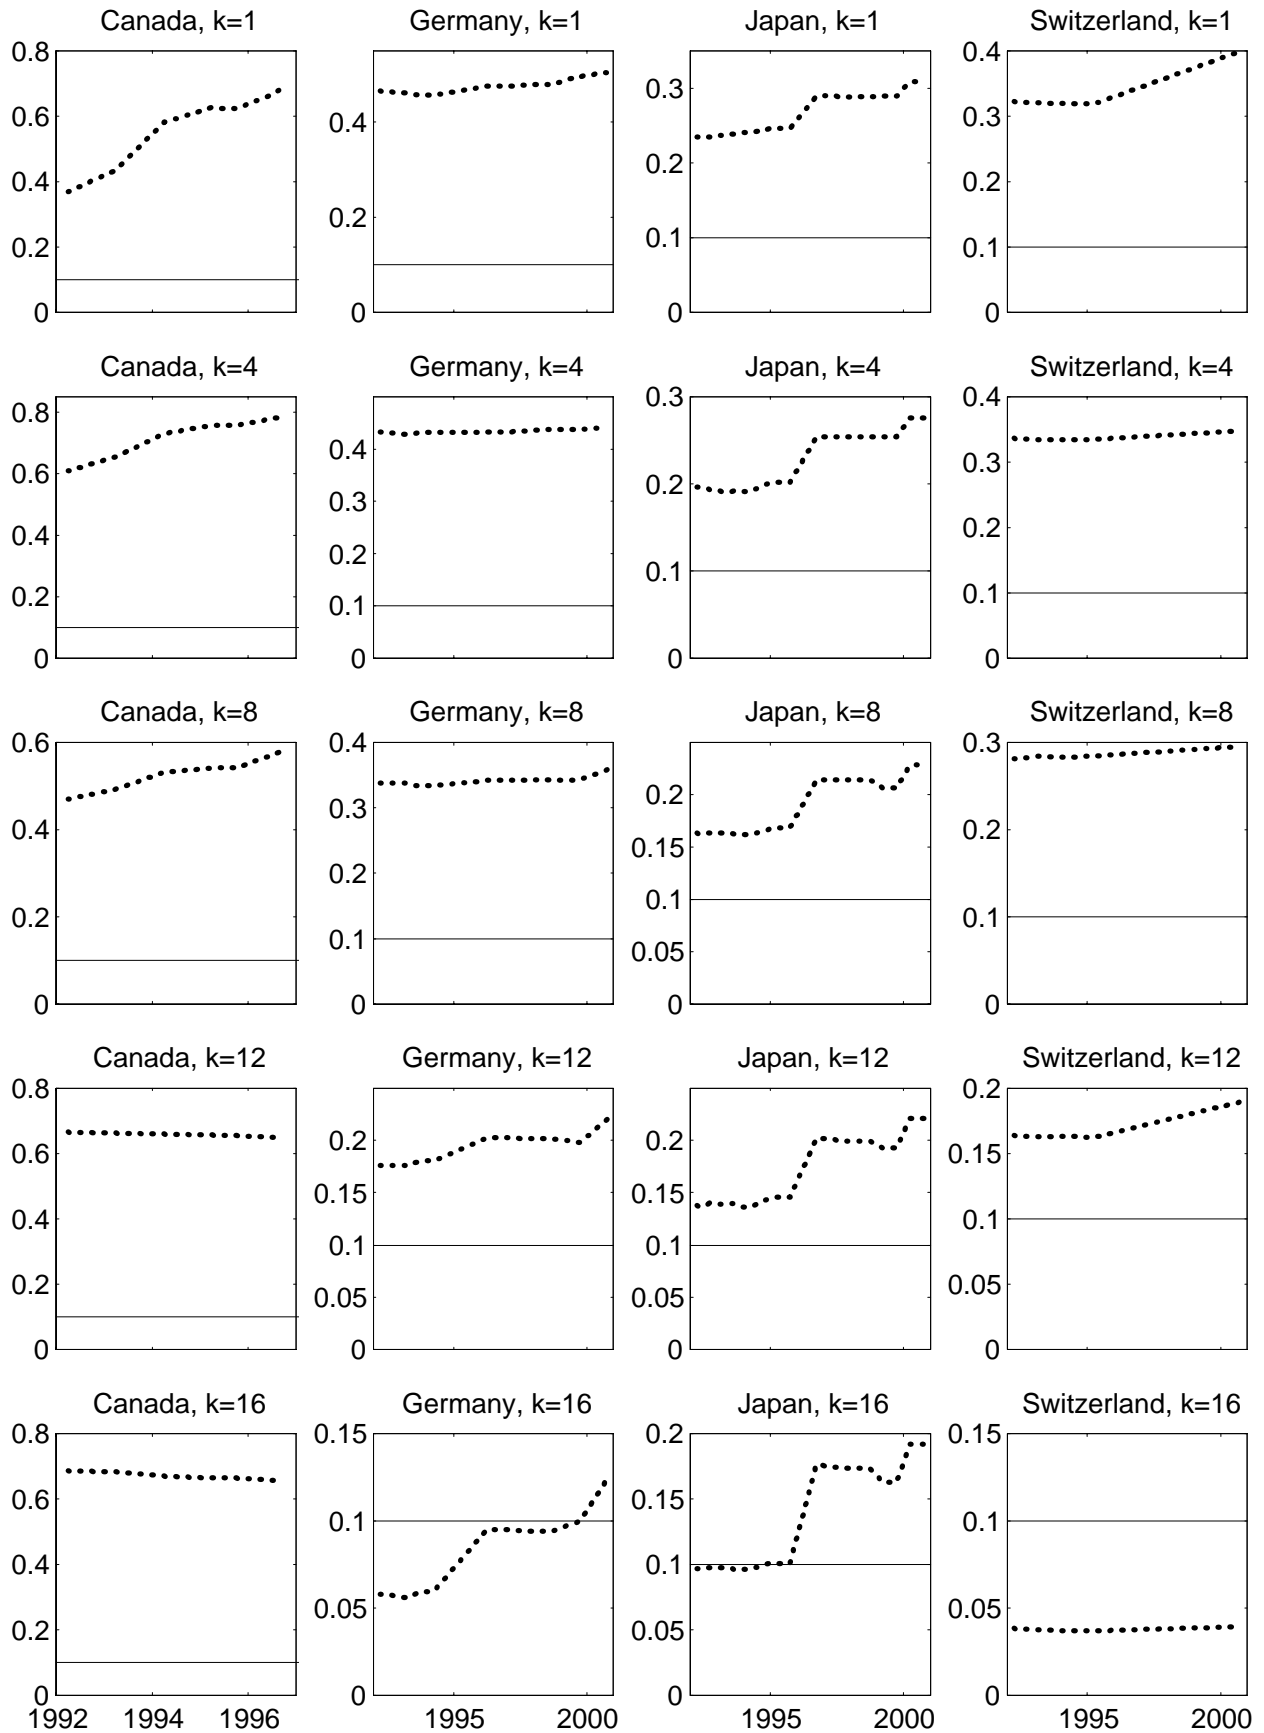 Canada, k=1 Germany, k=1 Japan, k=1 Switzerland, k=1
0.8 0.4
0.3
0.6 0.4 0.3
0.4 0.2 0.2
0.2
0.2 0.1 0.1
0 0 0 0
Canada, k=4 Germany, k=4 Japan, k=4 Switzerland, k=4
0.3 0.4
0.8
0.4
0.6 0.3 0.2 0.3
0.4 0.2 0.2
0.2 0.1 0.1 0.1
0 0 0 0
Canada, k=8 Germany, k=8 Japan, k=8 Switzerland, k=8
0.6 0.4 0.3
0.3 0.2
0.4 0.15 0.2
0.2
0.2 0.1 0.1
0.1 0.05
0 0 0 0
Canada, k=12 Germany, k=12 Japan, k=12 Switzerland, k=12
0.8 0.2
0.2 0.2
0.6 0.15 0.15 0.15
0.4 0.1 0.1 0.1
0.2 0.05 0.05 0.05
0 0 0 0
Canada, k=16 Germany, k=16 Japan, k=16 Switzerland, k=16
0.8 0.15 0.2 0.15
0.6 0.1 0.15 0.1
0.4 0.1
0.2 0.05 0.05 0.05
0 0 0 0
1992 1994 1996 1995 2000 1995 2000 1995 2000